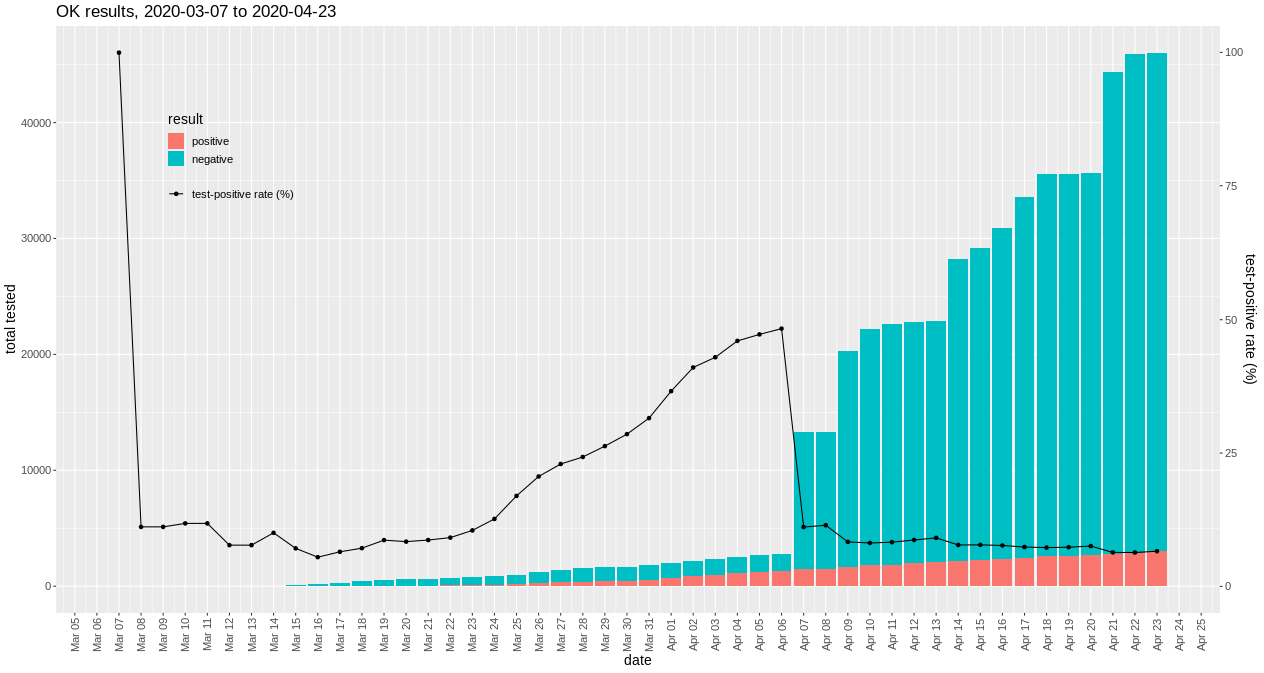 OK results, 2020-03-07 to 2020-04-23
result
positive
negative
test-positive rate (%)
total tested
40000
30000
20000
10000
0
100
75
50
25
0
test-positive rate (%)
Mar 05
Mar 06
Mar 07
Mar 08
Mar 09
Mar 10
Mar 11
Mar 12
Mar 13
Mar 14
Mar 15
Mar 16
Mar 17
Mar 18
Mar 19
Mar 20
Mar 21
Mar 22
Mar 23
Mar 24
Mar 25
Mar 26
Mar 27
Mar 28
Mar 29
Mar 30
Mar 31
Apr 01
Apr 02
Apr 03
Apr 04
Apr 05
Apr 06
Apr 07
Apr 08
Apr 09
Apr 10
Apr 11
Apr 12
Apr 13
Apr 14
Apr 15
Apr 16
Apr 17
Apr 18
Apr 19
Apr 20
Apr 21
Apr 22
Apr 23
Apr 24
Apr 25
date